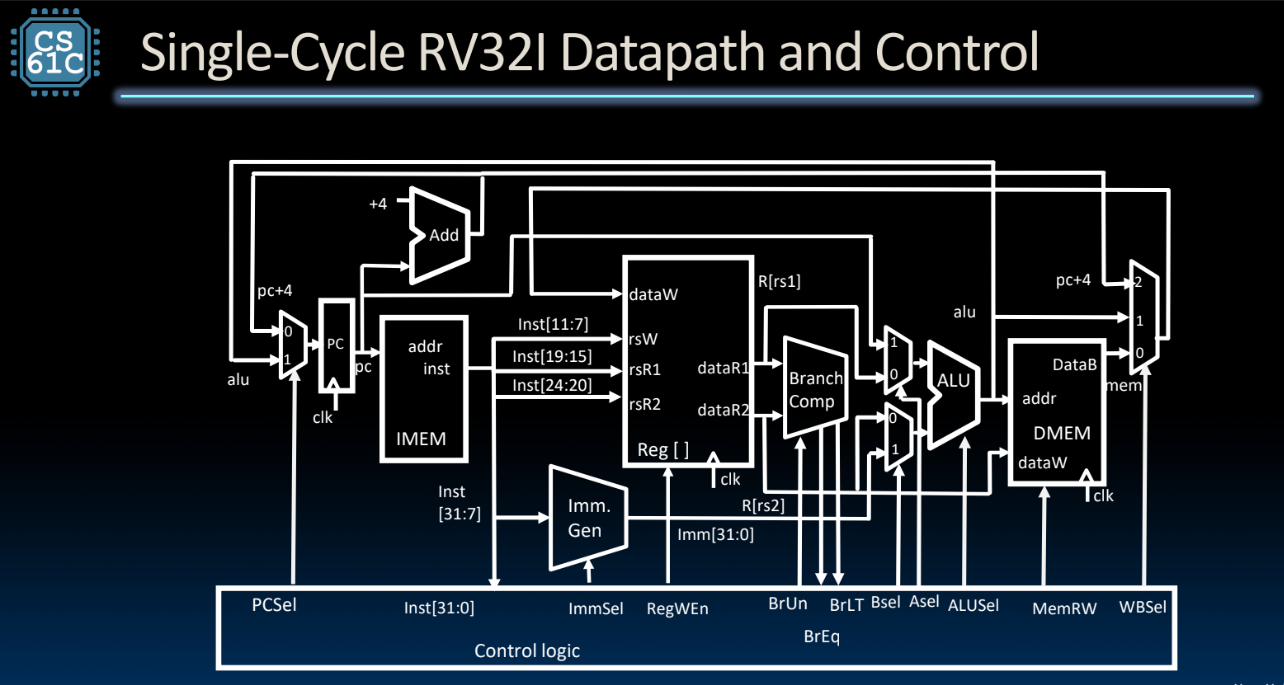 CS
61C
Single-Cycle RV32I Datapath and Control
+4
Add
pc+4
0
1
alu
PC
clk
pc
addr
inst
IMEM
Inst[11:7]
Inst[19:15]
Inst[24:20]
Inst
[31:7]
dataW
rsW
rsR1
rsR2
dataR1
dataR2
Reg [ ]
clk
Imm.
Gen
Imm[31:0]
R[rs1]
R[rs2]
Branch
Comp
1
0
0
1
ALU
alu
pc+4
2
1
0
DataB
mem
addr
DMEM
dataW
clk
PCSel
Inst[31:0]
ImmSel
RegWEn
BrUn
BrLT
Bsel
Asel
ALUSel
MemRW
WBSel
BrEq
Control logic